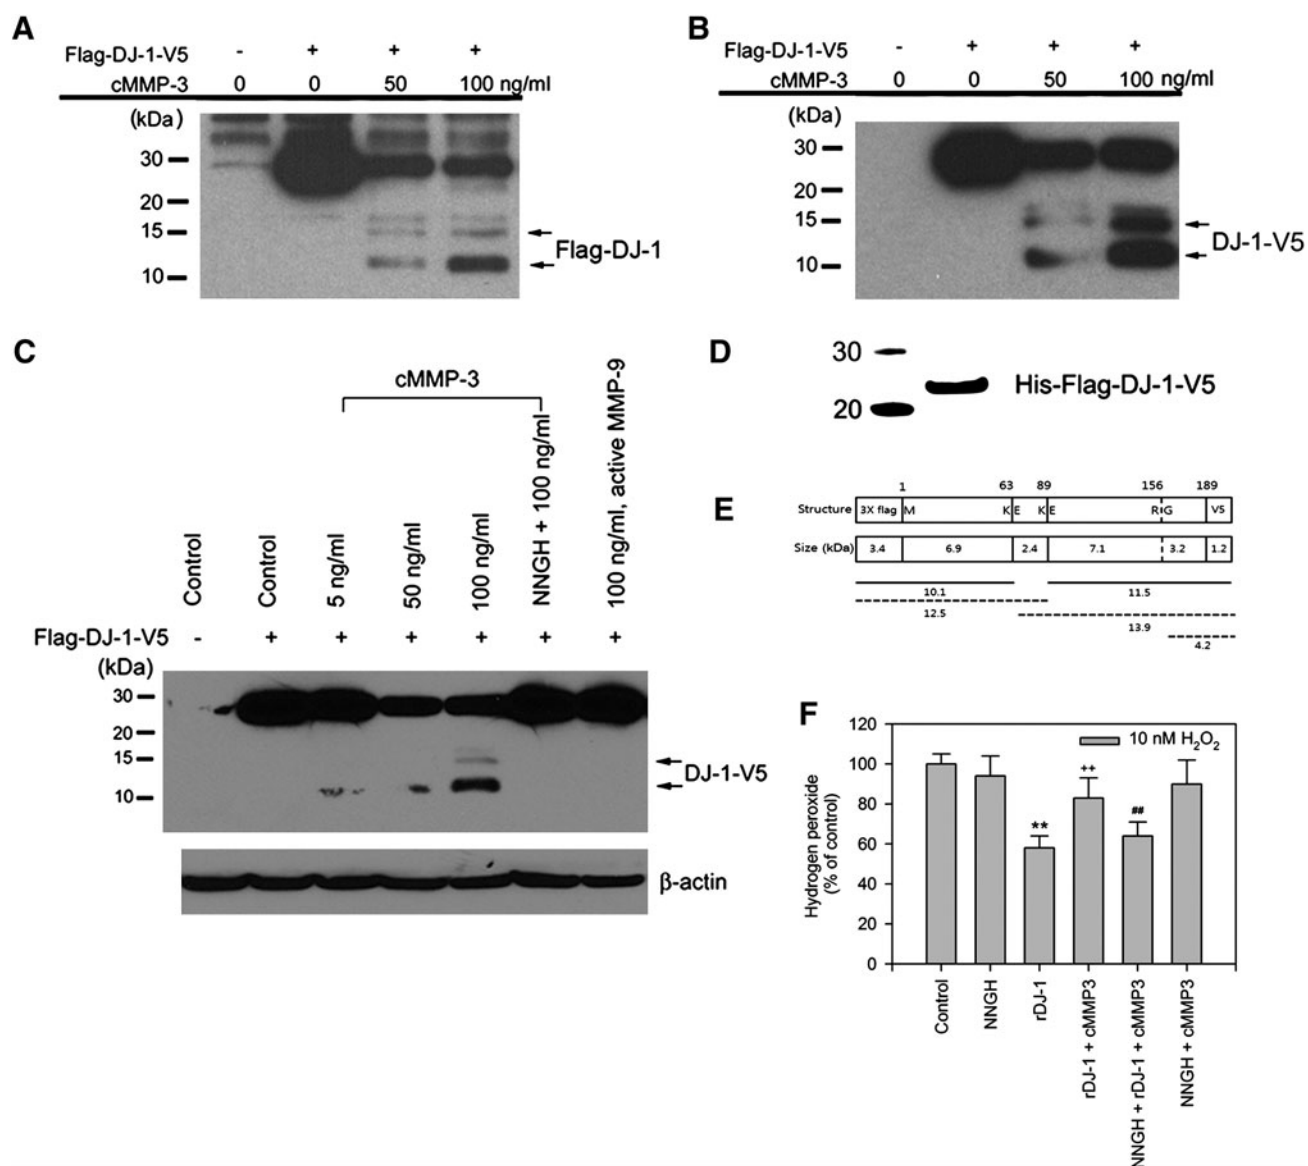 A
Flag-DJ-1-V5 - + + +
cMMP-3 0 0 50 100 ng/ml
(kDa)
30
20
15
10
Flag-DJ-1
B
Flag-DJ-1-V5 - + + +
cMMP-3 0 0 50 100 ng/ml
(kDa)
30
20
15
10
DJ-1-V5
C
cMMP-3
Control
Control
5 ng/ml
50 ng/ml
100 ng/ml
NNGH + 100 ng/ml
100 ng/ml, active MMP-9
Flag-DJ-1-V5 - + + + + + +
(kDa)
30
20
15
10
DJ-1-V5
β-actin
D
30
20
His-Flag-DJ-1-V5
E
1 63 89 156 189
Structure 3X flag M K E K E R G V5
Size (kDa) 3.4 6.9 2.4 7.1 3.2 1.2
10.1 11.5
12.5
13.9
4.2
F
10 nM H₂O₂
Hydrogen peroxide
(% of control)
120
100
80
60
40
20
0
**
++
##
Control
NNGH
rDJ-1
rDJ-1 + cMMP3
NNGH + rDJ-1 + cMMP3
NNGH + cMMP3